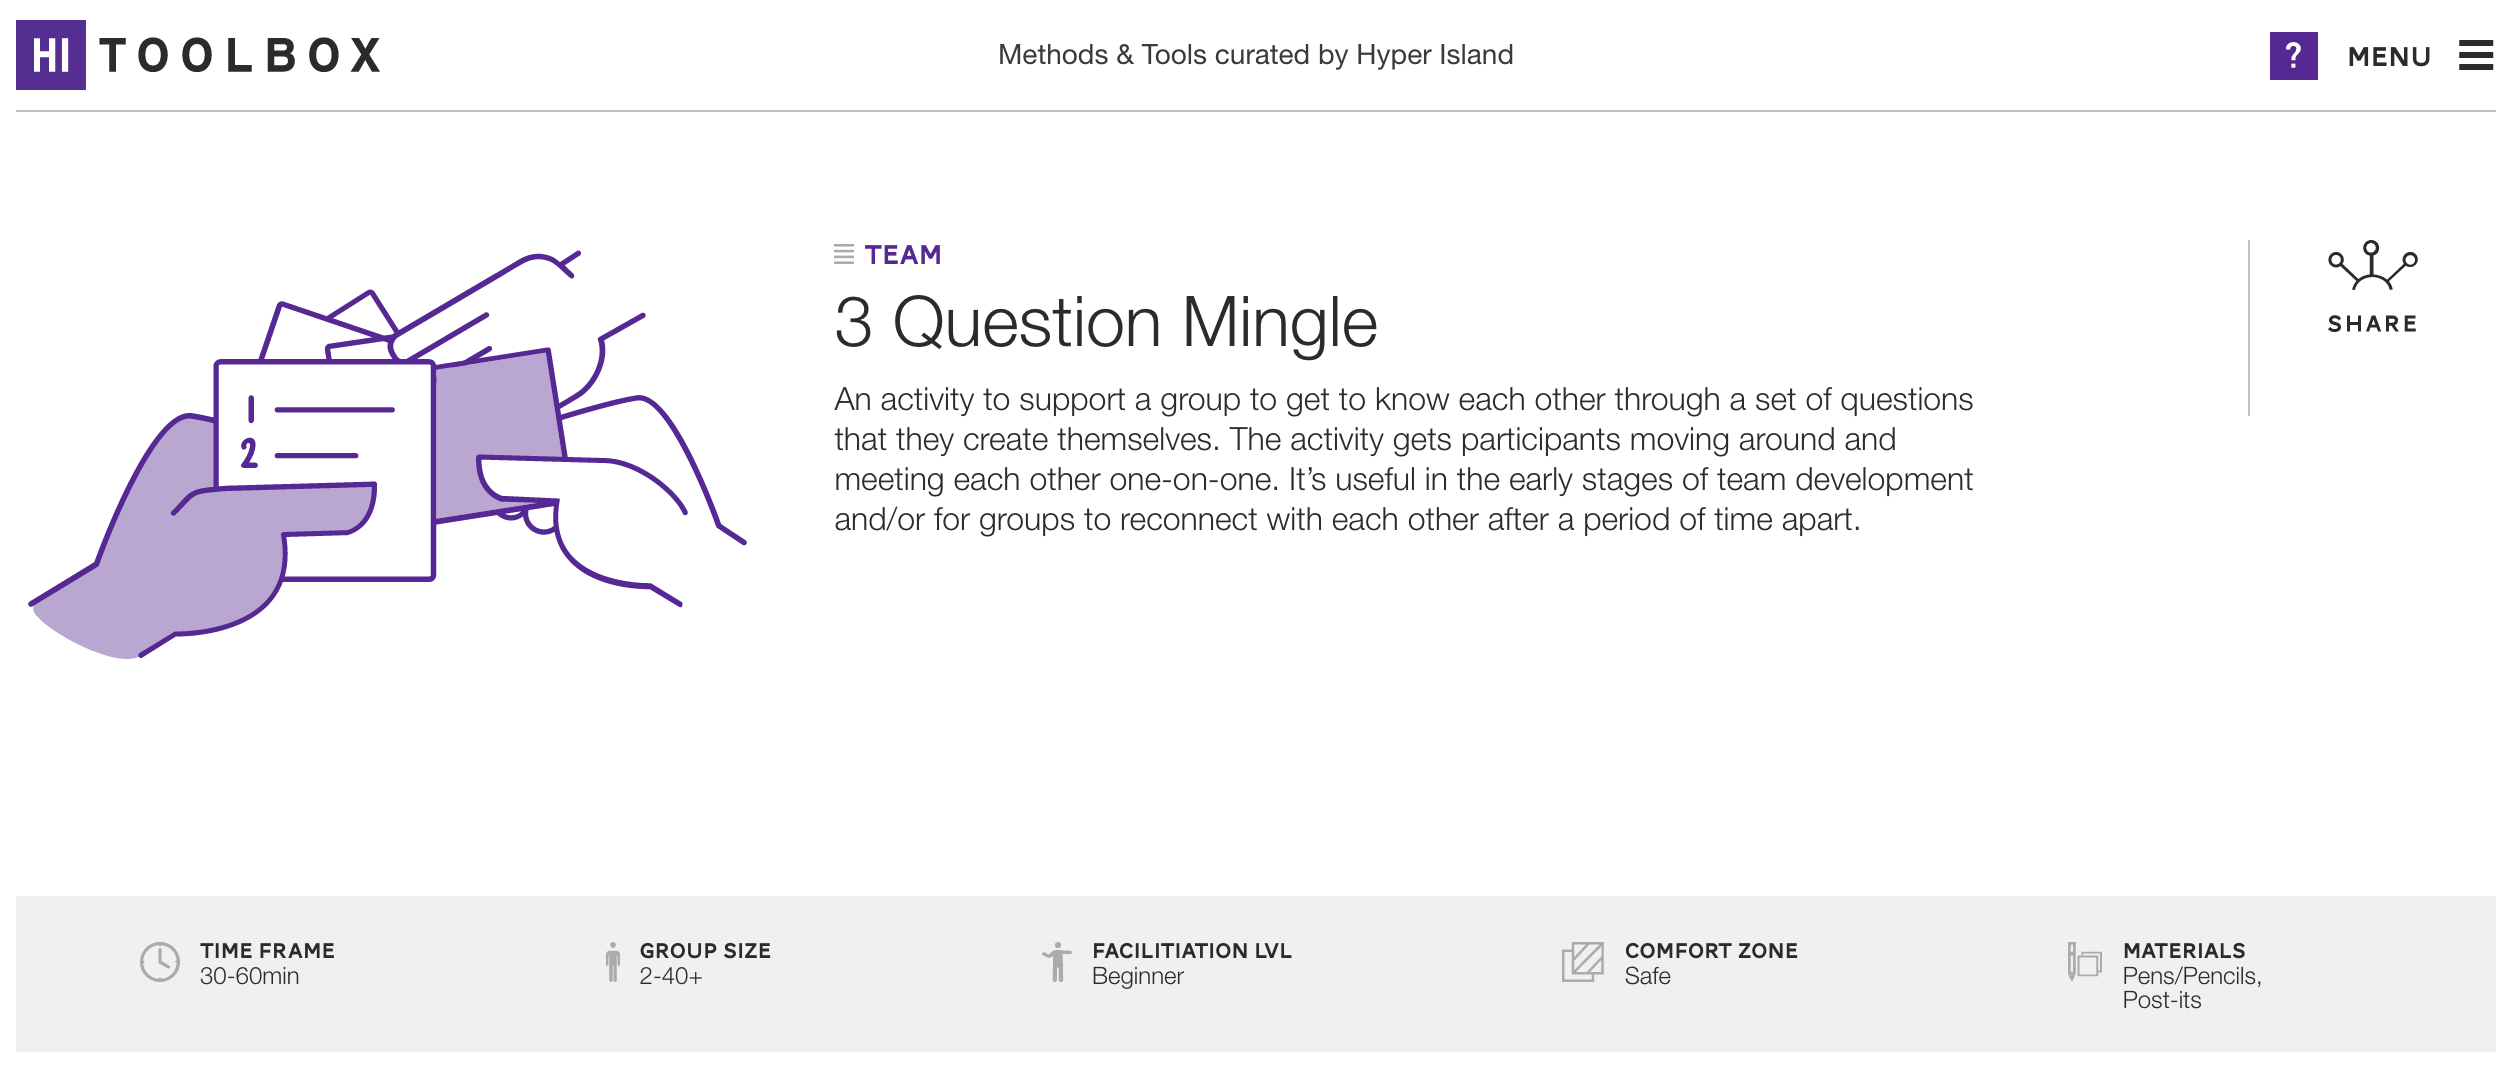 HI TOOLBOX
Methods & Tools curated by Hyper Island
? MENU
TEAM
3 Question Mingle
An activity to support a group to get to know each other through a set of questions
that they create themselves. The activity gets participants moving around and
meeting each other one-on-one. It’s useful in the early stages of team development
and/or for groups to reconnect with each other after a period of time apart.
SHARE
1
2
TIME FRAME
30-60min
GROUP SIZE
2-40+
FACILITIATION LVL
Beginner
COMFORT ZONE
Safe
MATERIALS
Pens/Pencils,
Post-its